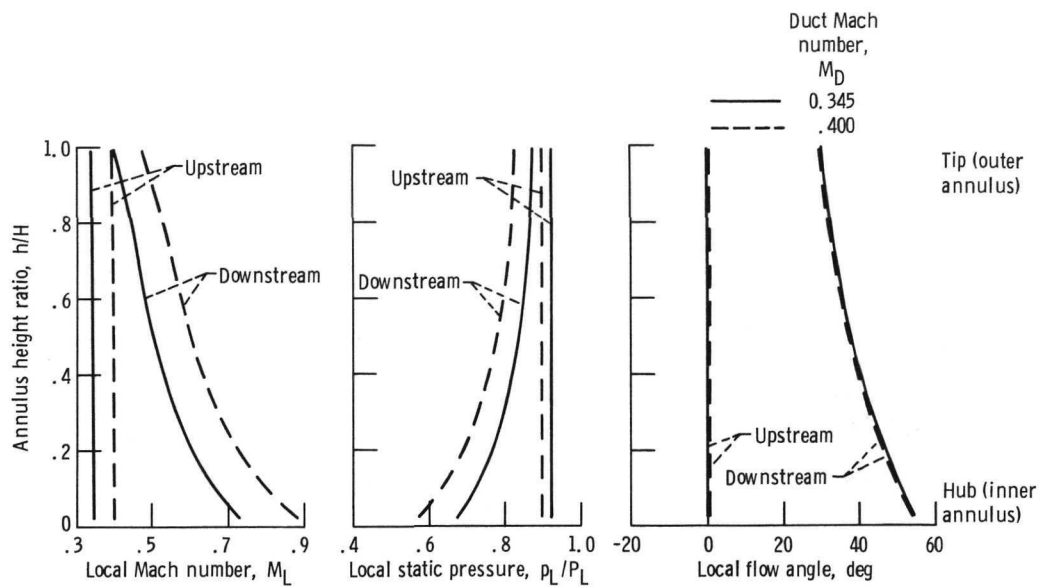 Duct Mach
number,
M_D
0.345
.400
1.0
.8
.6
.4
.2
0
Annulus height ratio, h/H
Upstream
Downstream
.3 .5 .7 .9
Local Mach number, M_L
Upstream
Downstream
.4 .6 .8 1.0
Local static pressure, p_L/P_L
Upstream
Downstream
-20 0 20 40 60
Local flow angle, deg
Tip (outer
annulus)
Hub (inner
annulus)